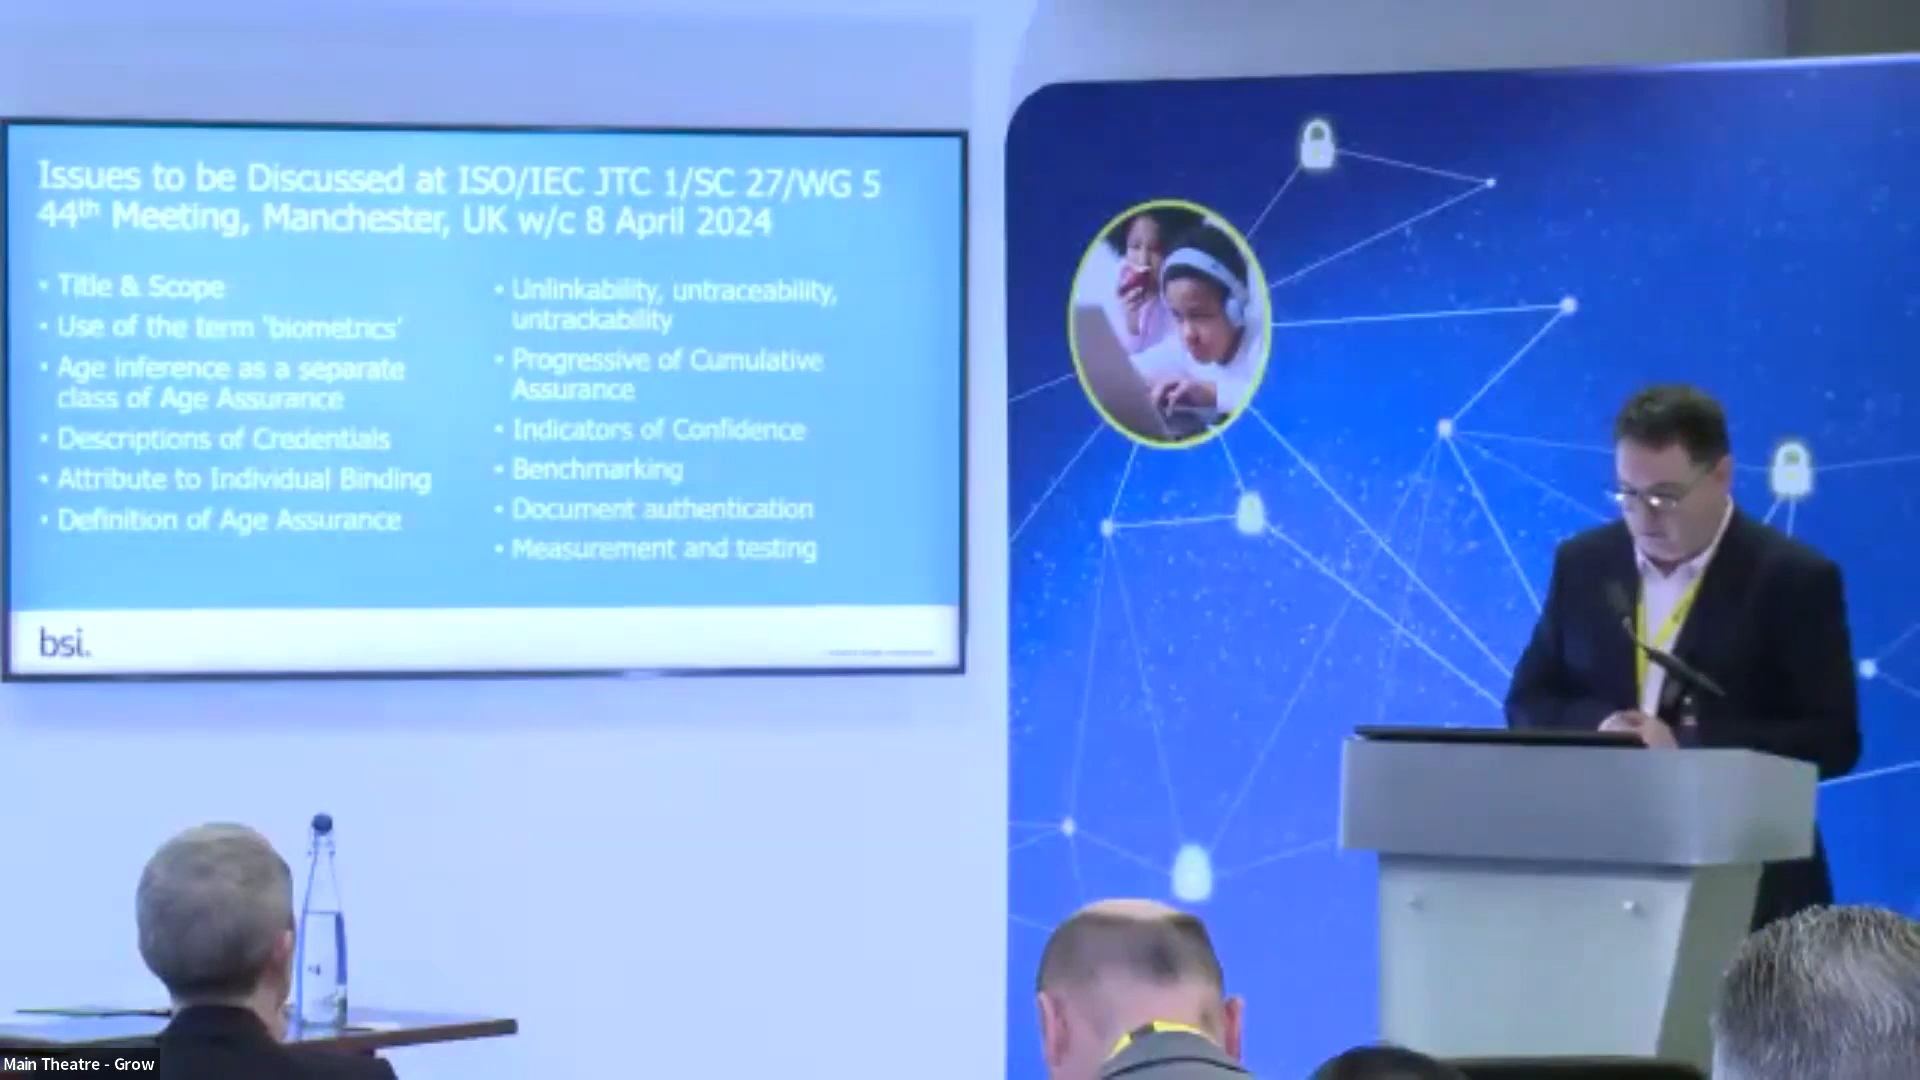 Issues to be Discussed at ISO/IEC JTC 1/SC 27/WG 5
44th Meeting, Manchester, UK w/c 8 April 2024
• Title & Scope
• Use of the term 'biometrics'
• Age inference as a separate
class of Age Assurance
• Descriptions of Credentials
• Attribute to Individual Binding
• Definition of Age Assurance
• Unlinkability, untraceability,
untrackability
• Progressive of Cumulative
Assurance
• Indicators of Confidence
• Benchmarking
• Document authentication
• Measurement and testing
bsi.
Main Theatre - Grow